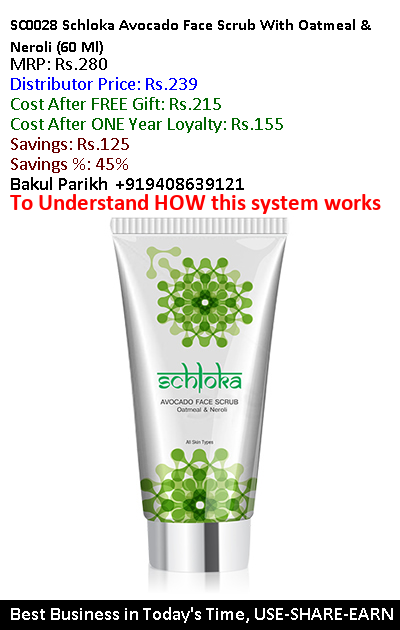 SC0028 Schloka Avocado Face Scrub With Oatmeal &
Neroli (60 Ml)
MRP: Rs.280
Distributor Price: Rs.239
Cost After FREE Gift: Rs.215
Cost After ONE Year Loyalty: Rs.155
Savings: Rs.125
Savings %: 45%
Bakul Parikh +919408639121
To Understand HOW this system works
schloka
AVOCADO FACE SCRUB
Oatmeal & Neroli
All Skin Types
Best Business in Today's Time, USE-SHARE-EARN